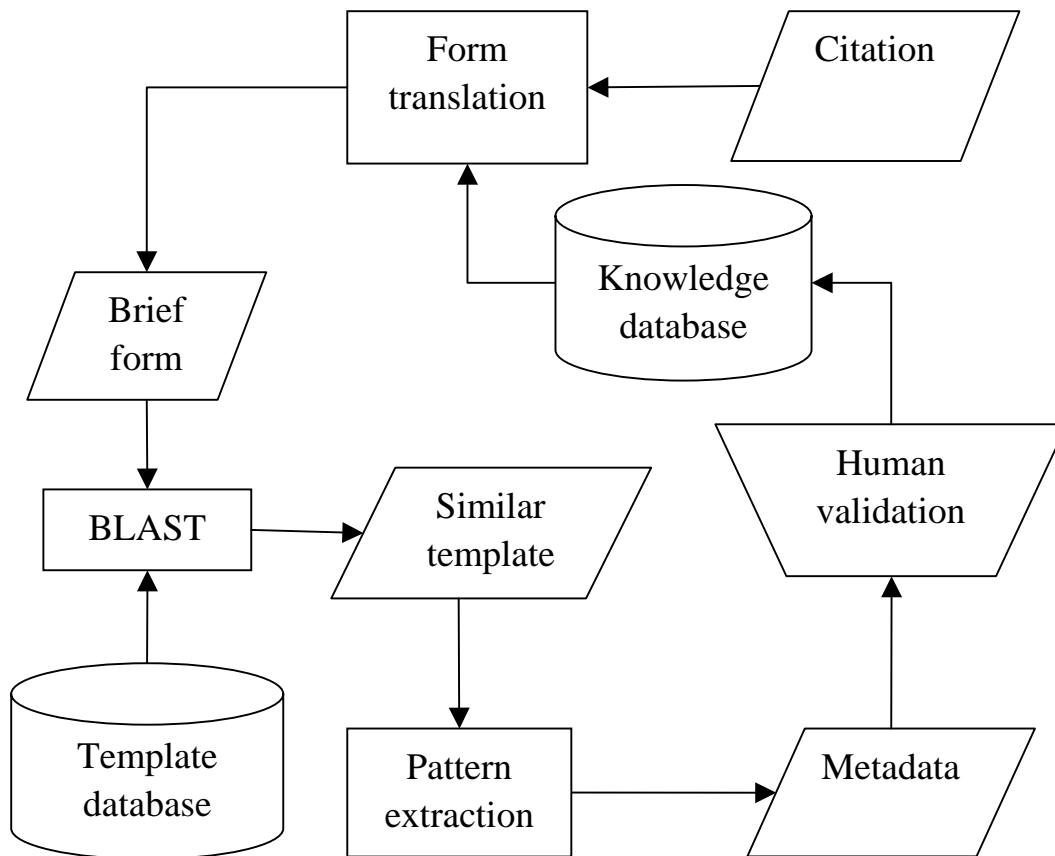 Form
translation
Citation
Knowledge
database
Brief
form
Human
validation
Similar
template
BLAST
Template
database
Pattern
extraction
Metadata